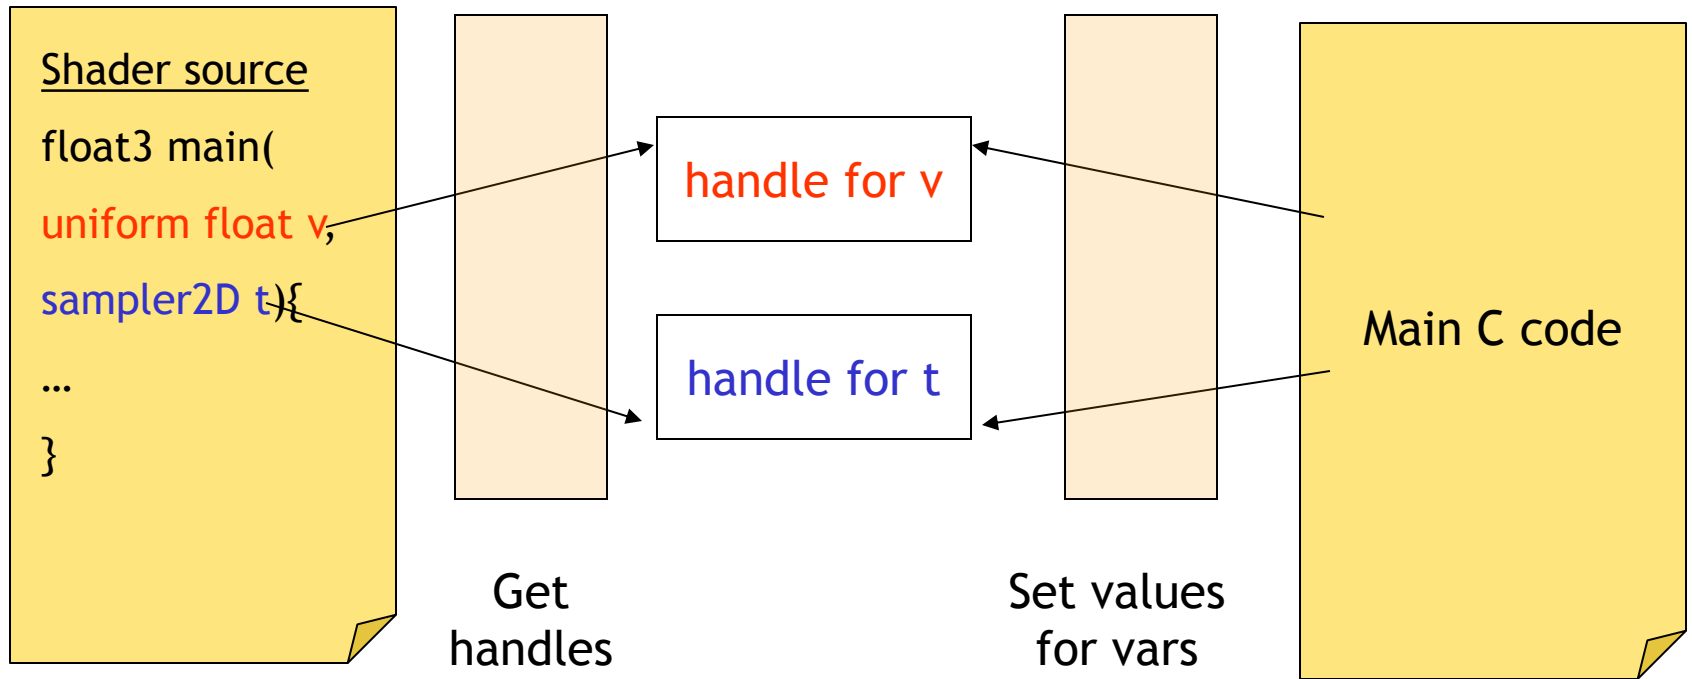 Shader source
float3 main(
uniform float v,
sampler2D t){
…
}
handle for v
handle for t
Get
handles
Set values
for vars
Main C code